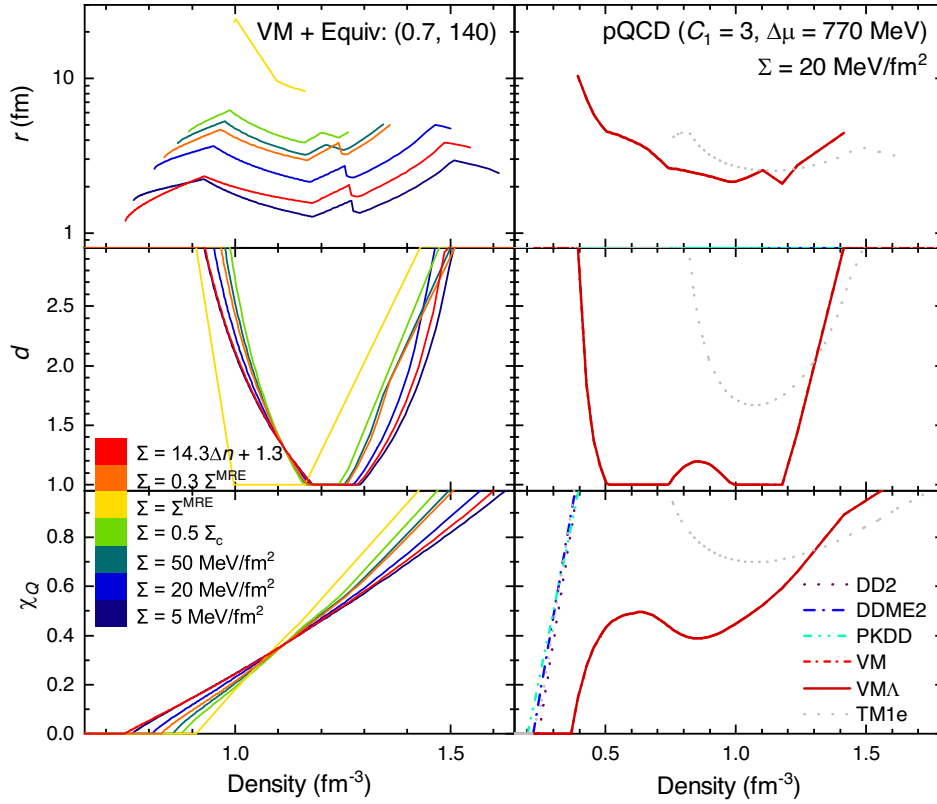 VM + Equiv: (0.7, 140)
pQCD (C₁ = 3, Δμ = 770 MeV)
Σ = 20 MeV/fm²
r (fm)
10
1
d
2.5
2.0
1.5
1.0
Σ = 14.3Δn + 1.3
Σ = 0.3 Σᴹᴿᴱ
Σ = Σᴹᴿᴱ
Σ = 0.5 Σ꜀
Σ = 50 MeV/fm²
Σ = 20 MeV/fm²
Σ = 5 MeV/fm²
χ_Q
0.8
0.6
0.4
0.2
0.0
DD2
DDME2
PKDD
VM
VMΛ
TM1e
1.0 1.5
0.5 1.0 1.5
Density (fm⁻³)
Density (fm⁻³)